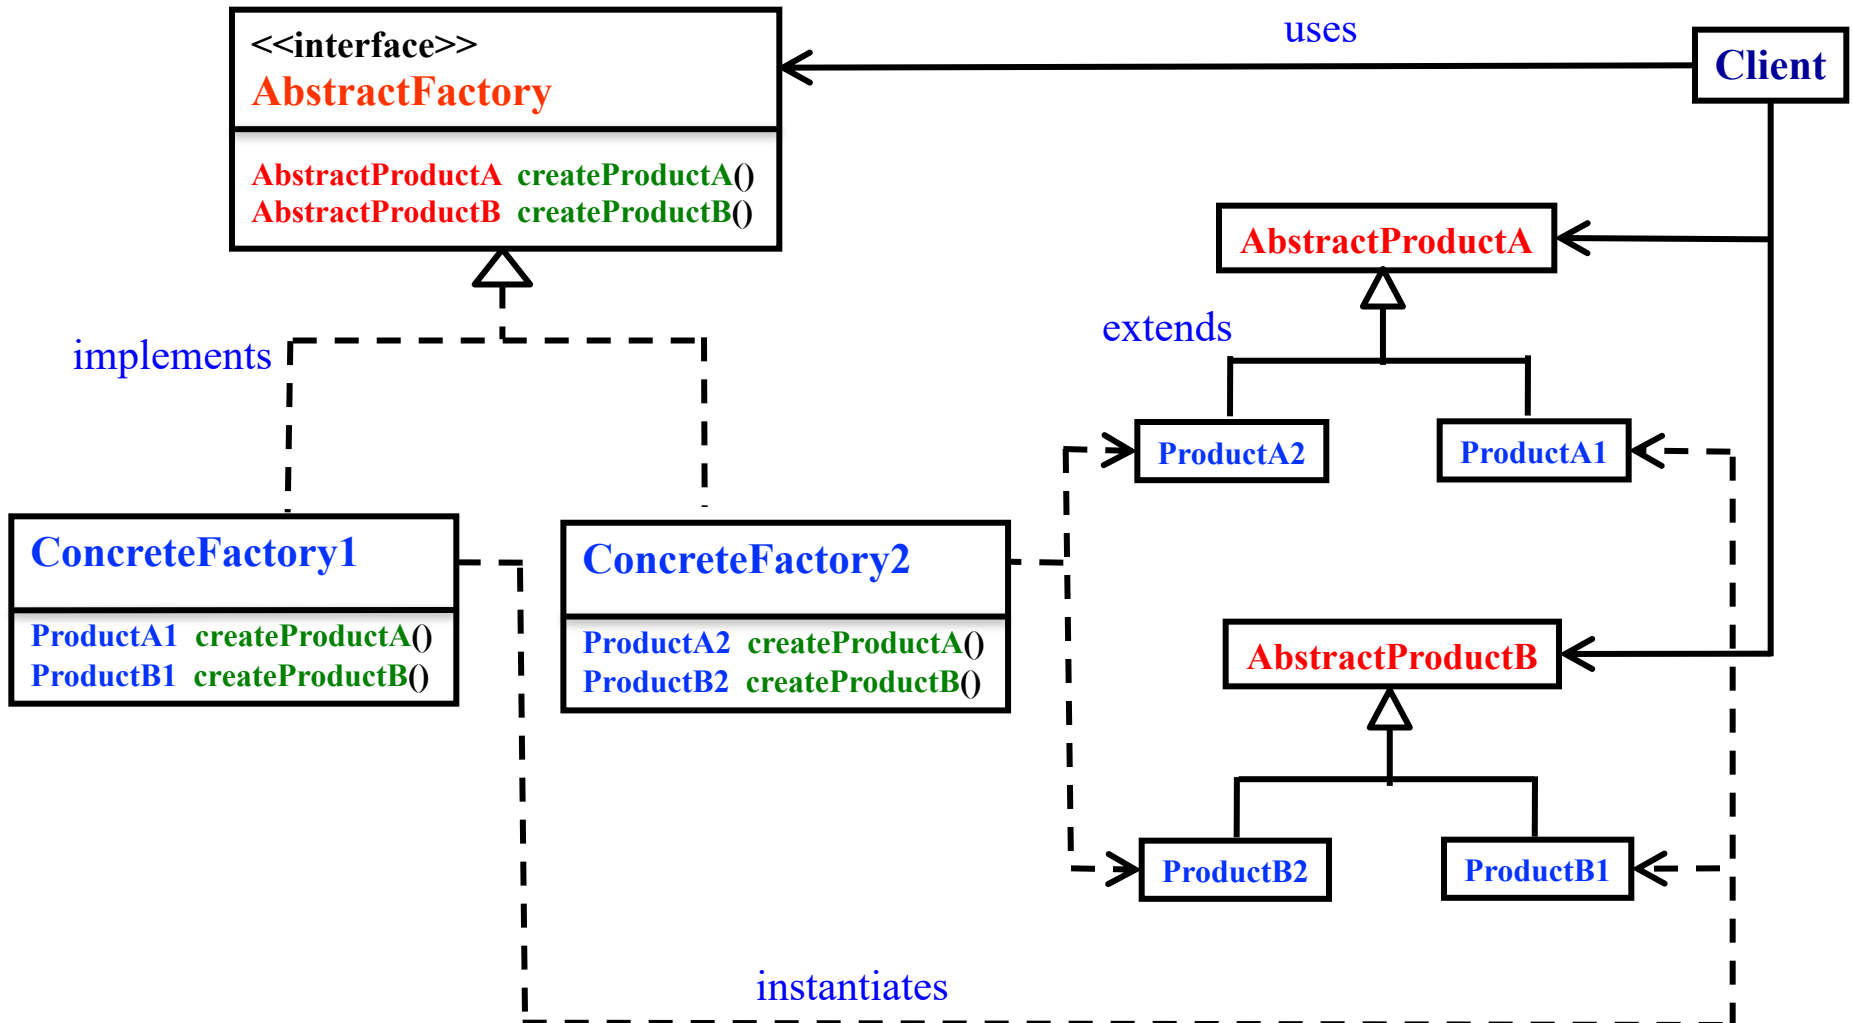 uses
<<interface>>
AbstractFactory
Client
AbstractProductA createProductA()
AbstractProductB createProductB()
AbstractProductA
implements
extends
ProductA2
ProductA1
ConcreteFactory1
ProductA1 createProductA()
ProductB1 createProductB()
ConcreteFactory2
ProductA2 createProductA()
ProductB2 createProductB()
AbstractProductB
ProductB2
ProductB1
instantiates